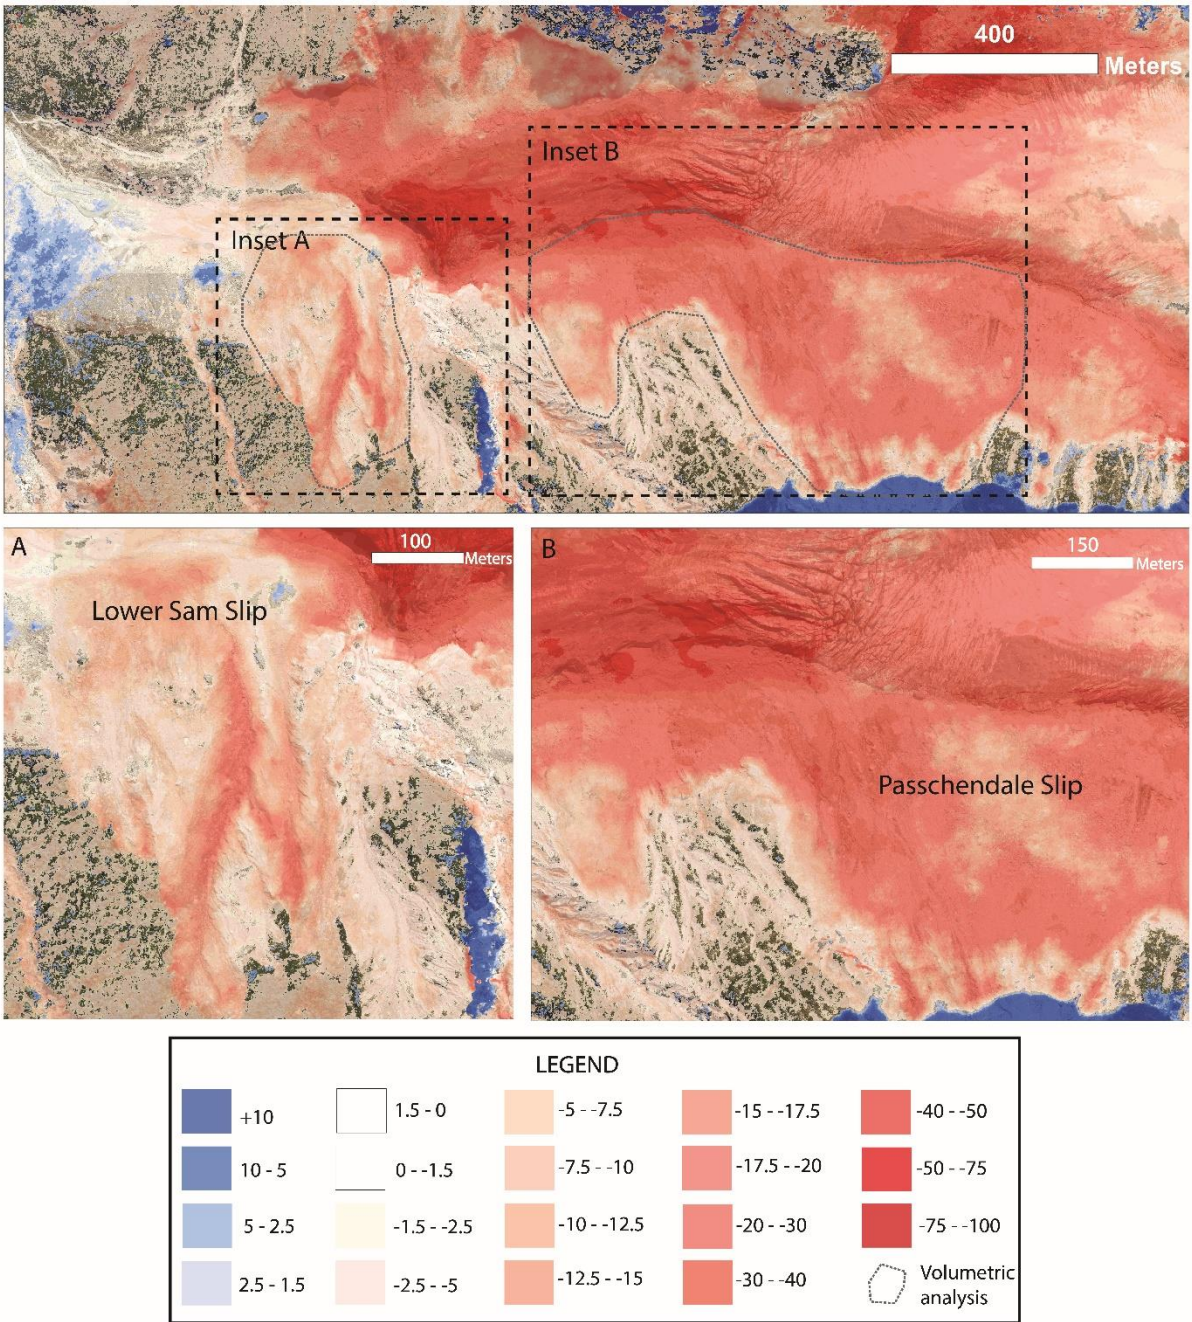 400
Meters
Inset B
Inset A
A
100
Meters
Lower Sam Slip
B
150
Meters
Passchendale Slip
LEGEND
+10
10 - 5
5 - 2.5
2.5 - 1.5
1.5 - 0
0 - -1.5
-1.5 - -2.5
-2.5 - -5
-5 - -7.5
-7.5 - -10
-10 - -12.5
-12.5 - -15
-15 - -17.5
-17.5 - -20
-20 - -30
-30 - -40
-40 - -50
-50 - -75
-75 - -100
Volumetric
analysis